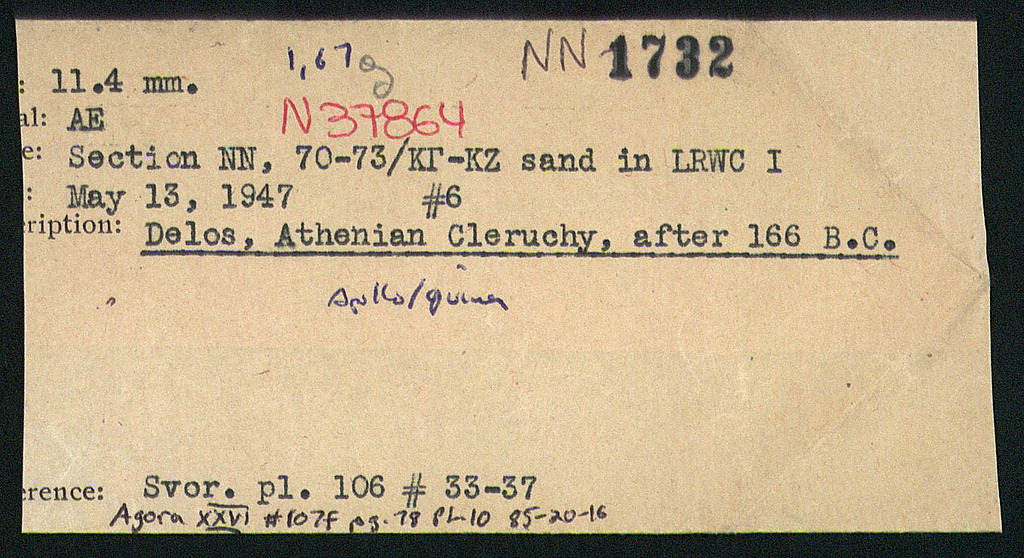 1,67g NN 1732
: 11.4 mm.
al: AE N37864
e: Section NN, 70-73/ΚΓ-ΚΖ sand in LRWC I
: May 13, 1947 #6
ription: Delos, Athenian Cleruchy, after 166 B.C.
Apollo/quiver
erence: Svor. pl. 106 # 33-37
Agora XXVI #107f pg. 78 Pl.10 85-20-16